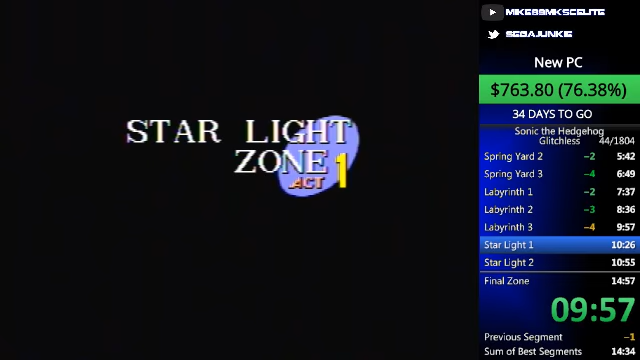 STAR LIGHT
ZONE
ACT 1
MIKE89MKSCELITE
SEGAJUNKIE
New PC
$763.80 (76.38%)
34 DAYS TO GO
Sonic the Hedgehog
Glitchless 44/1804
Spring Yard 2 −2 5:42
Spring Yard 3 −4 6:49
Labyrinth 1 −2 7:37
Labyrinth 2 −3 8:36
Labyrinth 3 −4 9:57
Star Light 1 10:26
Star Light 2 10:55
Final Zone 14:57
09:57
Previous Segment −1
Sum of Best Segments 14:34